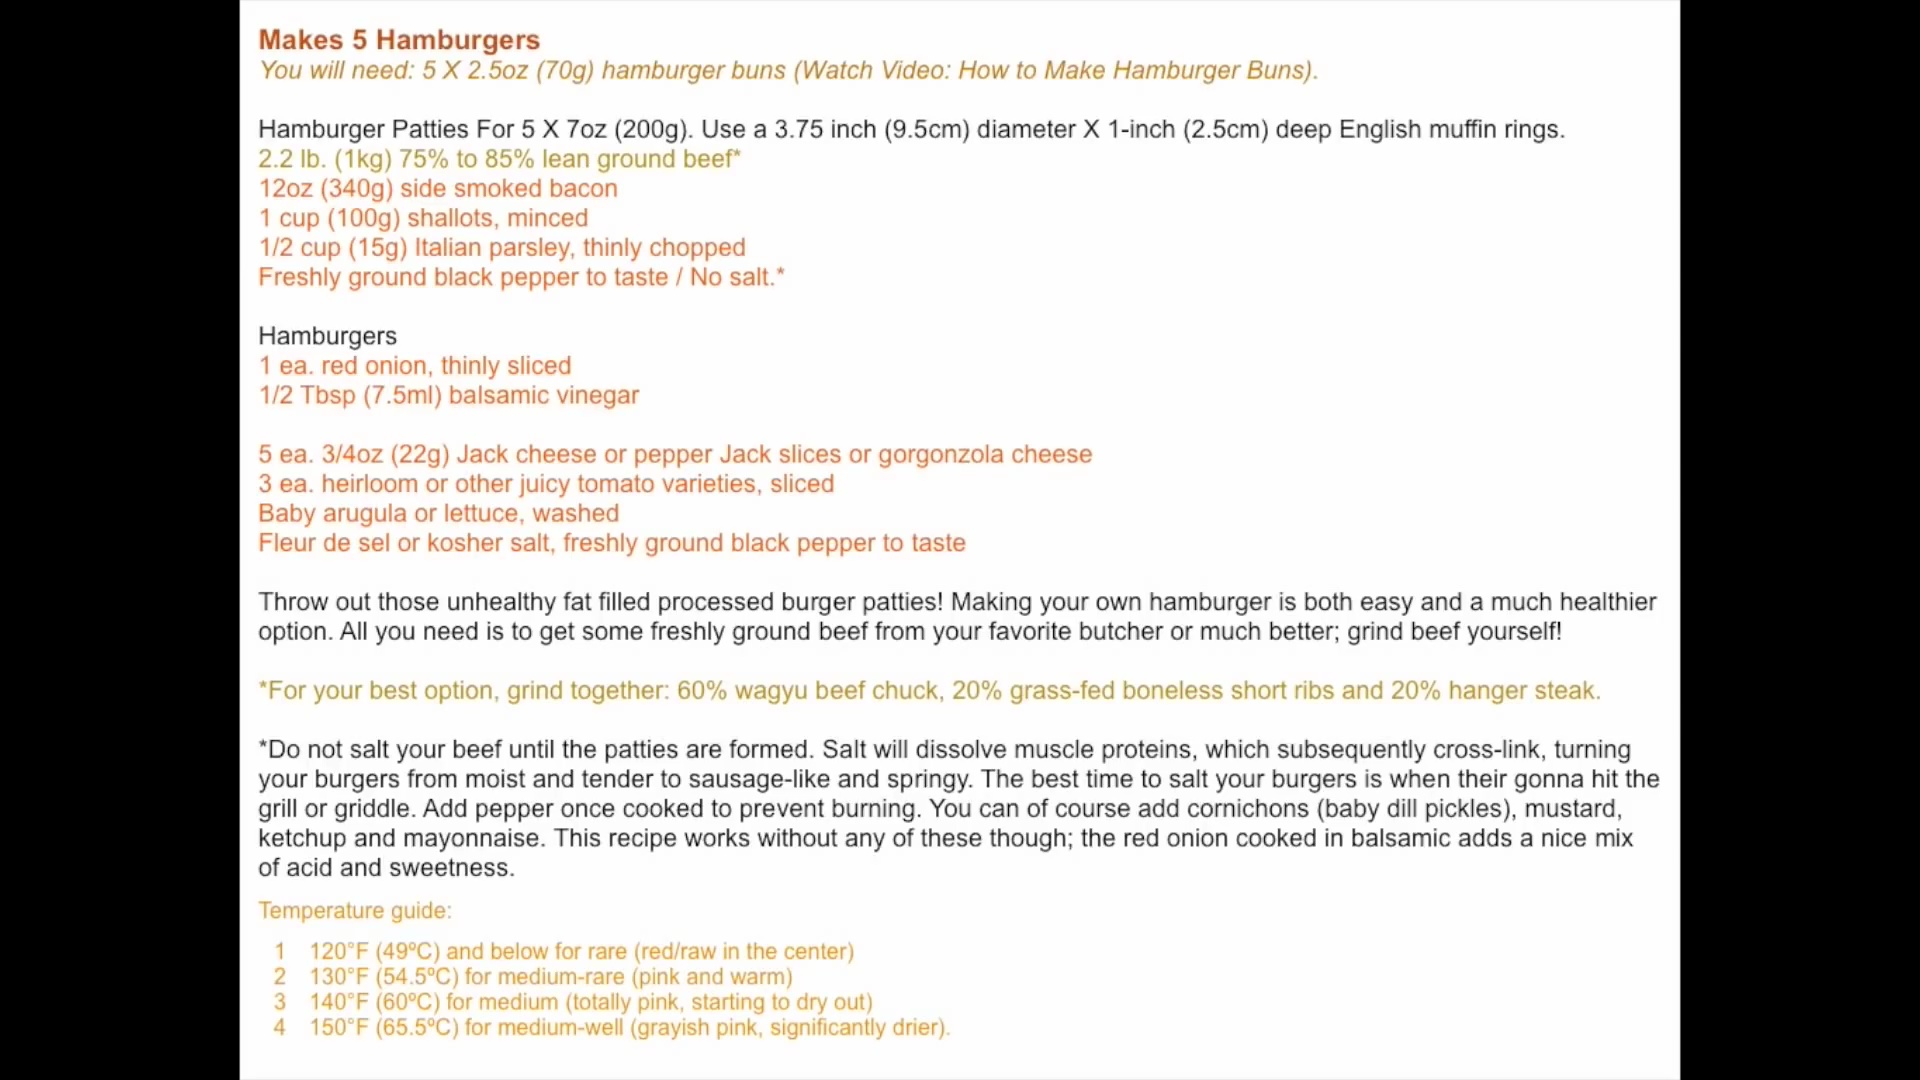 Makes 5 Hamburgers
You will need: 5 X 2.5oz (70g) hamburger buns (Watch Video: How to Make Hamburger Buns).
Hamburger Patties For 5 X 7oz (200g). Use a 3.75 inch (9.5cm) diameter X 1-inch (2.5cm) deep English muffin rings.
2.2 lb. (1kg) 75% to 85% lean ground beef*
12oz (340g) side smoked bacon
1 cup (100g) shallots, minced
1/2 cup (15g) Italian parsley, thinly chopped
Freshly ground black pepper to taste / No salt.*
Hamburgers
1 ea. red onion, thinly sliced
1/2 Tbsp (7.5ml) balsamic vinegar
5 ea. 3/4oz (22g) Jack cheese or pepper Jack slices or gorgonzola cheese
3 ea. heirloom or other juicy tomato varieties, sliced
Baby arugula or lettuce, washed
Fleur de sel or kosher salt, freshly ground black pepper to taste
Throw out those unhealthy fat filled processed burger patties! Making your own hamburger is both easy and a much healthier
option. All you need is to get some freshly ground beef from your favorite butcher or much better; grind beef yourself!
*For your best option, grind together: 60% wagyu beef chuck, 20% grass-fed boneless short ribs and 20% hanger steak.
*Do not salt your beef until the patties are formed. Salt will dissolve muscle proteins, which subsequently cross-link, turning
your burgers from moist and tender to sausage-like and springy. The best time to salt your burgers is when their gonna hit the
grill or griddle. Add pepper once cooked to prevent burning. You can of course add cornichons (baby dill pickles), mustard,
ketchup and mayonnaise. This recipe works without any of these though; the red onion cooked in balsamic adds a nice mix
of acid and sweetness.
Temperature guide:
1 120°F (49ºC) and below for rare (red/raw in the center)
2 130°F (54.5ºC) for medium-rare (pink and warm)
3 140°F (60ºC) for medium (totally pink, starting to dry out)
4 150°F (65.5ºC) for medium-well (grayish pink, significantly drier).